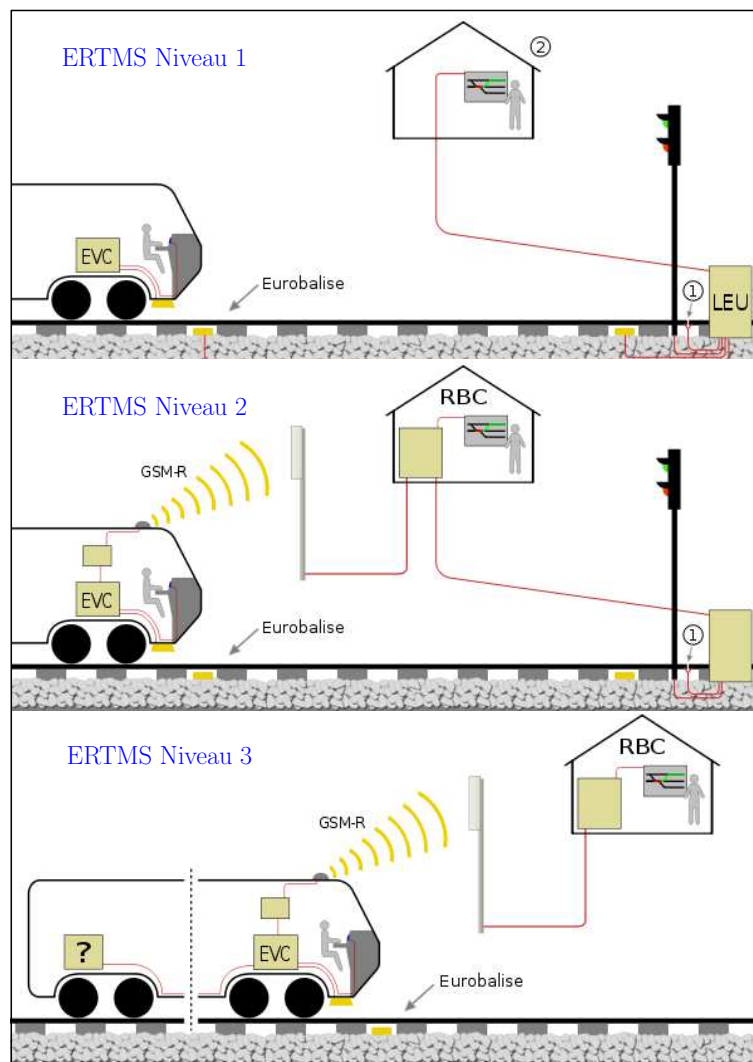 ERTMS Niveau 1
2
EVC
Eurobalise
1
LEU
ERTMS Niveau 2
RBC
GSM-R
EVC
Eurobalise
1
ERTMS Niveau 3
RBC
GSM-R
?
EVC
Eurobalise